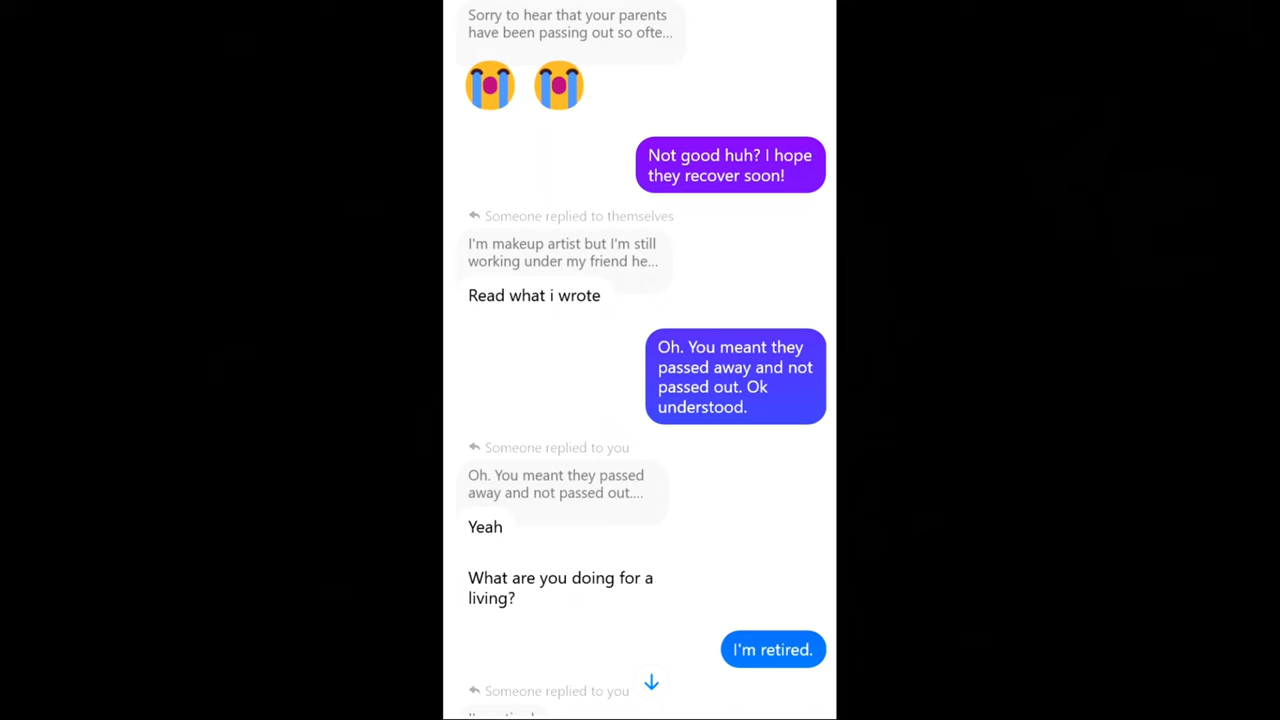 Sorry to hear that your parents
have been passing out so ofte...
Not good huh? I hope
they recover soon!
Someone replied to themselves
I'm makeup artist but I'm still
working under my friend he...
Read what i wrote
Oh. You meant they
passed away and not
passed out. Ok
understood.
Someone replied to you
Oh. You meant they passed
away and not passed out....
Yeah
What are you doing for a
living?
I'm retired.
Someone replied to you